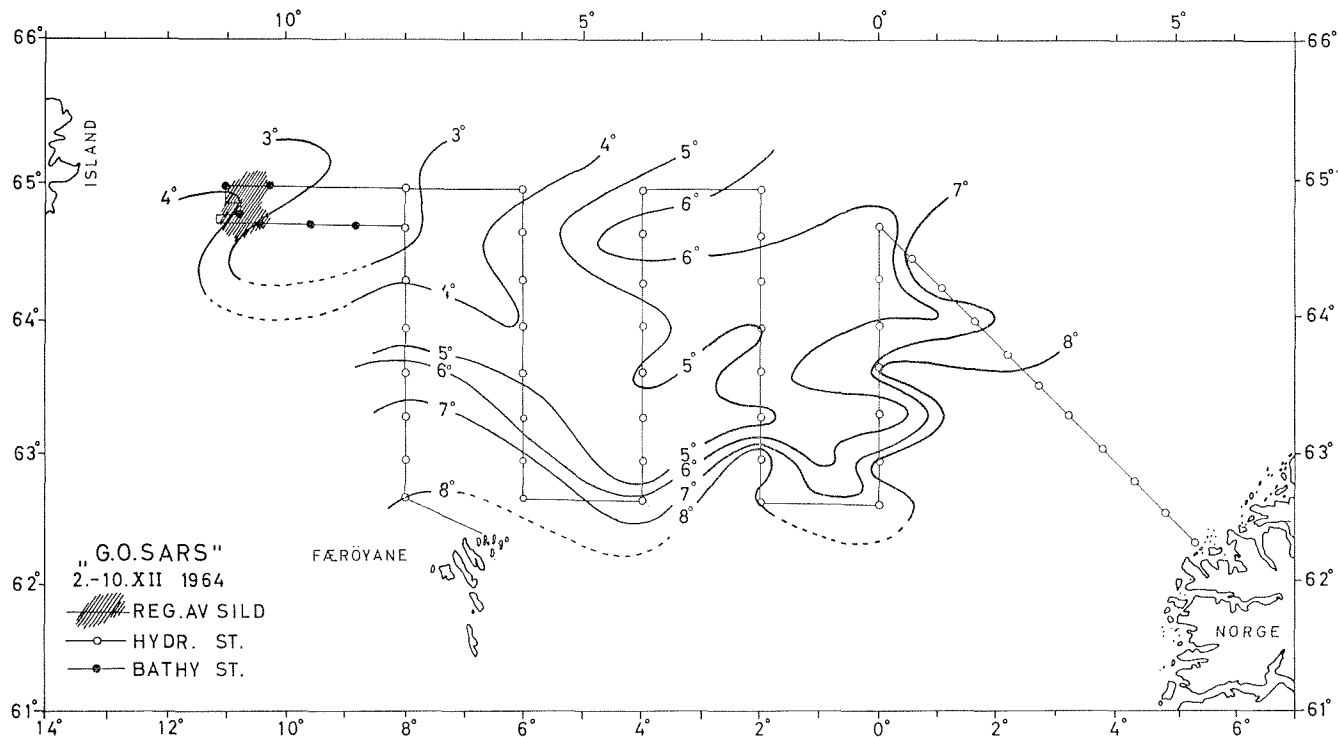 10° 5° 0° 5°
66° 66°
ISLAND
3° 3° 4° 5°
65° 65°
4° 6° 7°
6°
4°
64° 64°
5° 5° 8°
6°
7°
63° 63°
5°
6°
7°
8° 8°
„G.O.SARS"
2.-10.XII 1964
FÆRÖYANE
62° 62°
REG. AV SILD
HYDR. ST.
NORGE
BATHY ST.
61° 61°
14 12 10 8 6 4 2 0° 2° 4° 6°